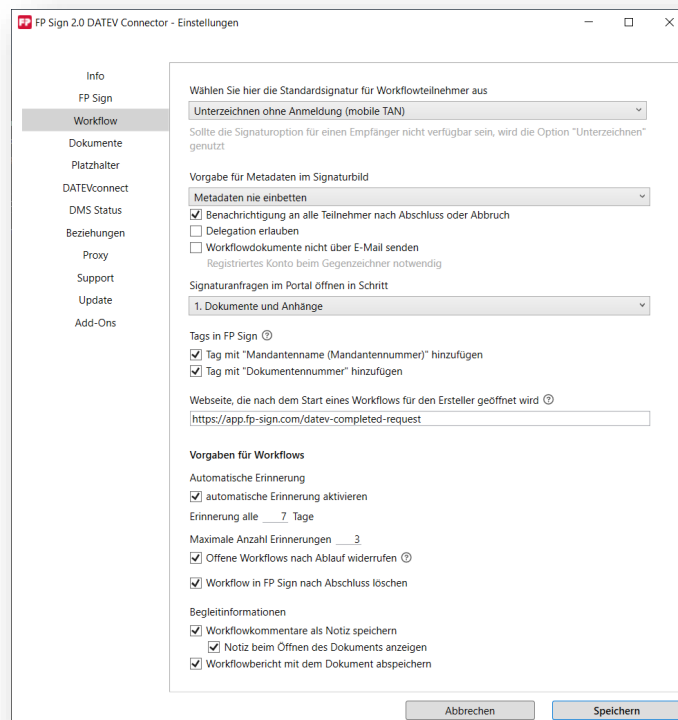 FP FP Sign 2.0 DATEV Connector - Einstellungen
Info
FP Sign
Workflow
Dokumente
Platzhalter
DATEVconnect
DMS Status
Beziehungen
Proxy
Support
Update
Add-Ons
Wählen Sie hier die Standardsignatur für Workflowteilnehmer aus
Unterzeichnen ohne Anmeldung (mobile TAN)
Sollte die Signaturoption für einen Empfänger nicht verfügbar sein, wird die Option "Unterzeichnen"
genutzt
Vorgabe für Metadaten im Signaturbild
Metadaten nie einbetten
Benachrichtigung an alle Teilnehmer nach Abschluss oder Abbruch
Delegation erlauben
Workflowdokumente nicht über E-Mail senden
Registriertes Konto beim Gegenzeichner notwendig
Signaturanfragen im Portal öffnen in Schritt
1. Dokumente und Anhänge
Tags in FP Sign ?
Tag mit "Mandantenname (Mandantennummer)" hinzufügen
Tag mit "Dokumentennummer" hinzufügen
Webseite, die nach dem Start eines Workflows für den Ersteller geöffnet wird ?
https://app.fp-sign.com/datev-completed-request
Vorgaben für Workflows
Automatische Erinnerung
automatische Erinnerung aktivieren
Erinnerung alle 7 Tage
Maximale Anzahl Erinnerungen 3
Offene Workflows nach Ablauf widerrufen ?
Workflow in FP Sign nach Abschluss löschen
Begleitinformationen
Workflowkommentare als Notiz speichern
Notiz beim Öffnen des Dokuments anzeigen
Workflowbericht mit dem Dokument abspeichern
Abbrechen Speichern